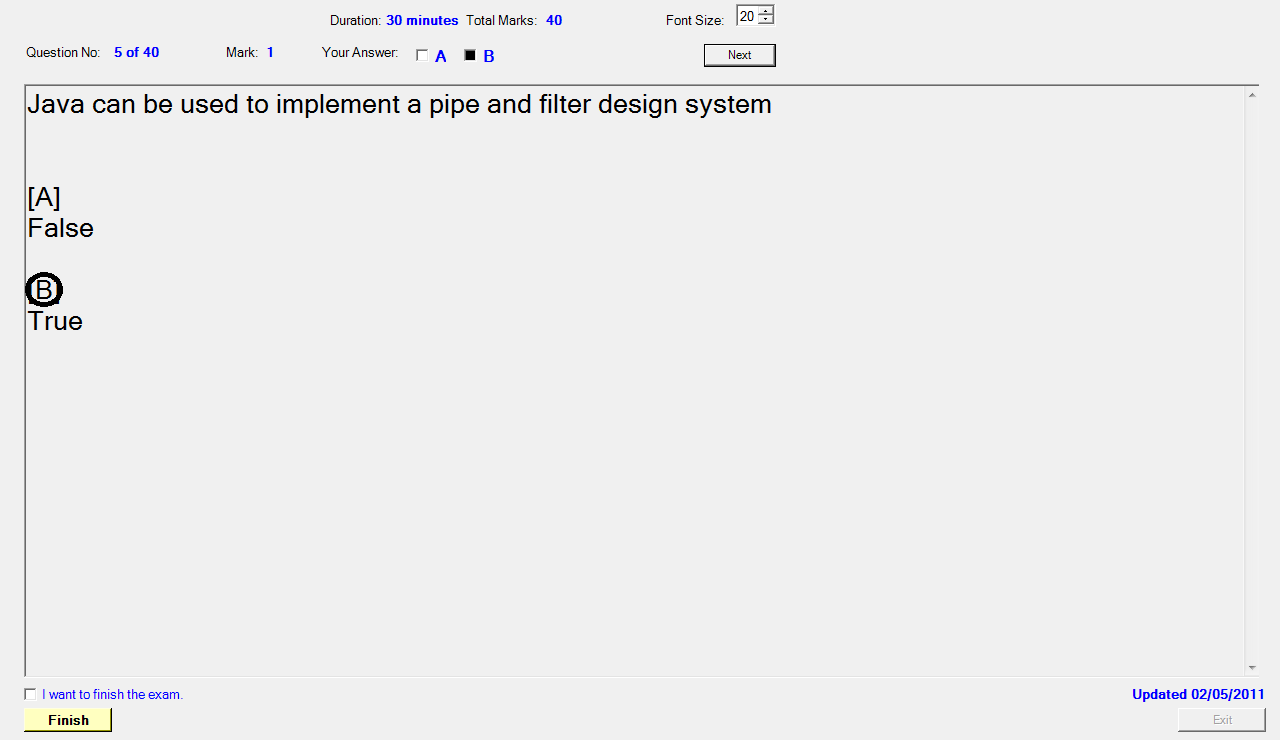 Duration: 30 minutes Total Marks: 40 Font Size: 20
Question No: 5 of 40 Mark: 1 Your Answer: A B Next
Java can be used to implement a pipe and filter design system
[A]
False
[B]
True
I want to finish the exam.
Updated 02/05/2011
Finish
Exit